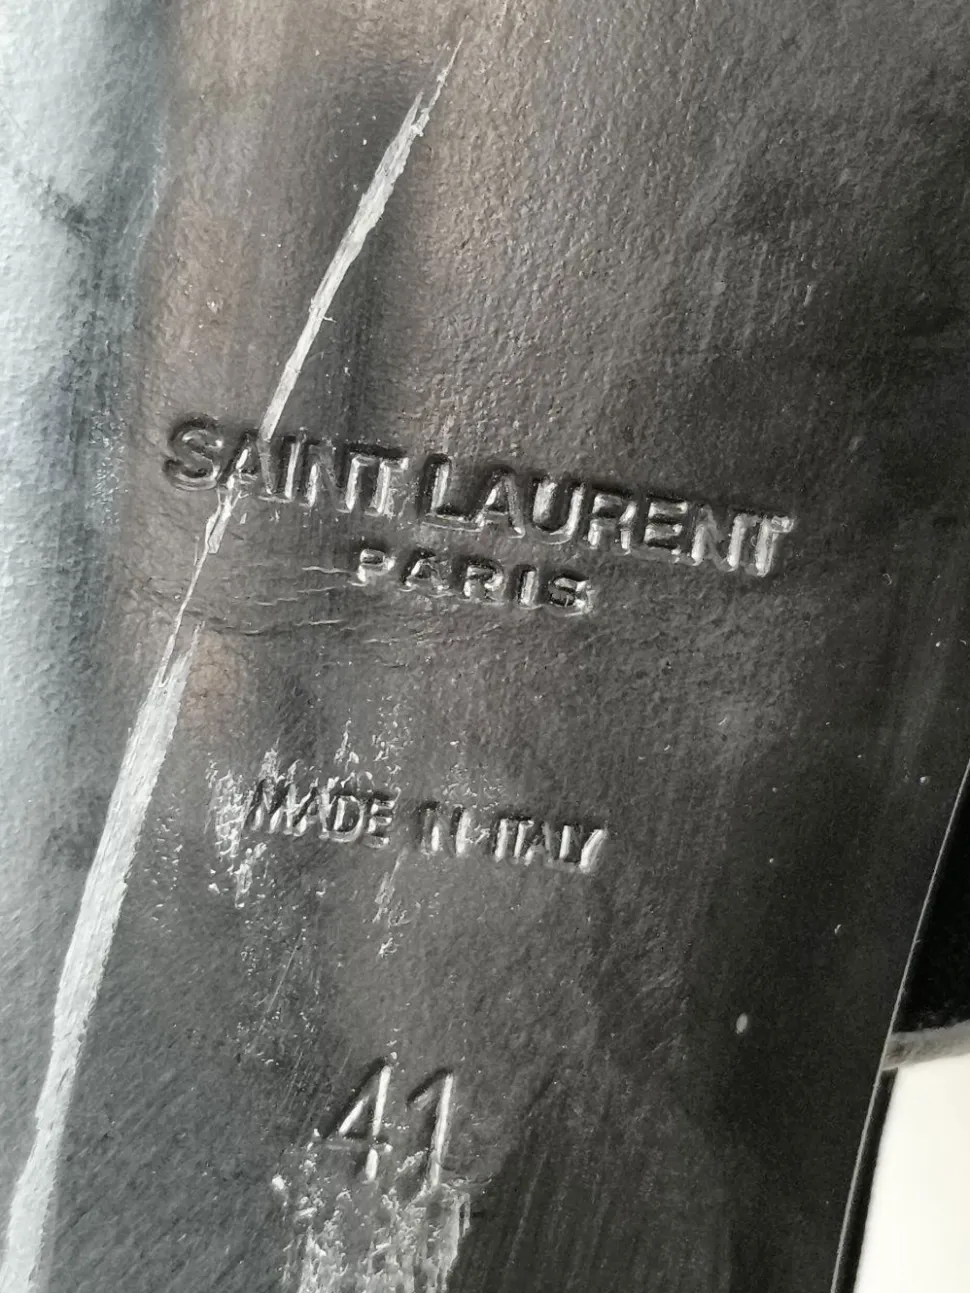 SAINT LAURENT
PARIS
MADE IN ITALY
41